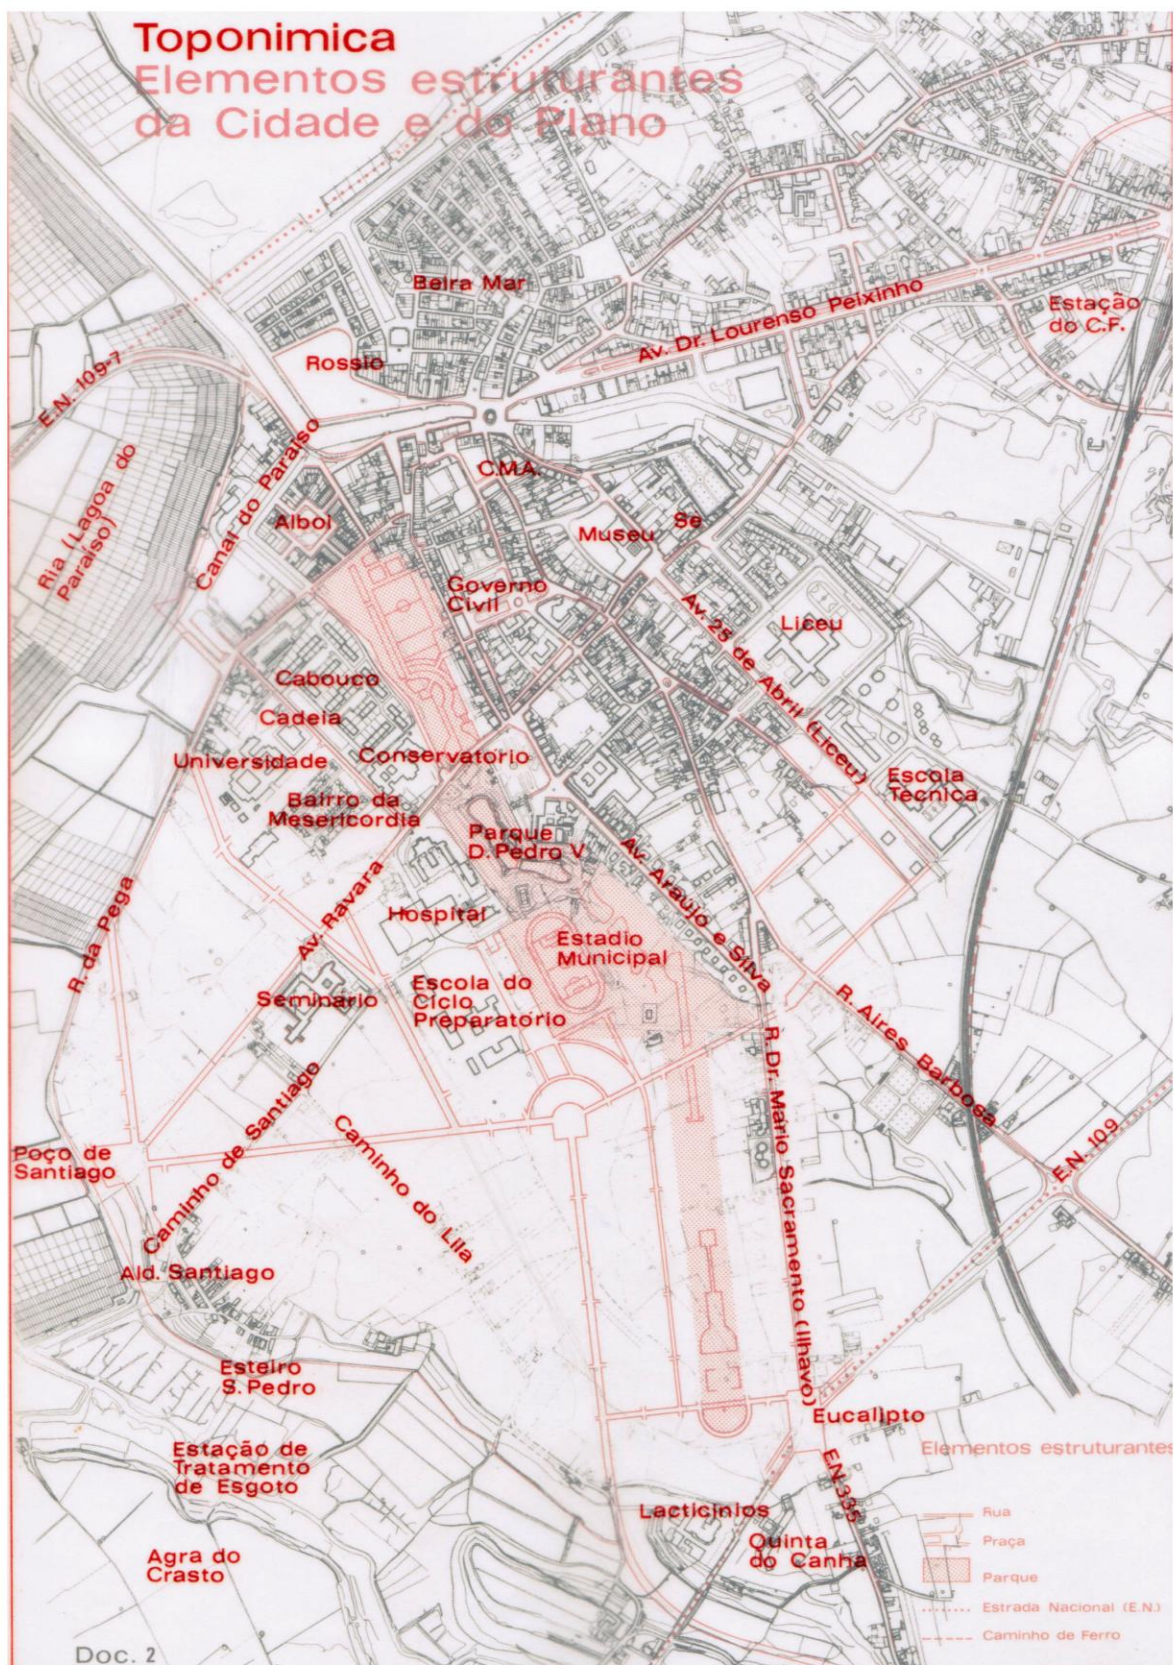 Toponimica
Elementos estruturantes
da Cidade e do Plano
Beira Mar
Estação
do C.F.
Av. Dr. Lourenso Peixinho
Rossio
E.N. 109-7
C.M.A.
Canal do Paraíso
Ria (Lagoa do
Paraíso)
Alboi
Museu
Se
Governo
Civil
Liceu
Av. 25 de Abril (Liceu)
Cabouco
Cadeia
Universidade
Conservatorio
Escola
Tecnica
Bairro da
Mesericordia
Parque
D. Pedro V
Av. Araujo e Silva
R. da Pega
Av. Ravara
Hospital
Estadio
Municipal
Seminario
Escola do
Ciclo
Preparatorio
R. Aires Barbosa
R. Dr. Mario Sacramento (Ilhavo)
E.N. 109
Poço de
Santiago
Caminho de Santiago
Caminho do Lila
Ald. Santiago
Esteiro
S. Pedro
Eucalipto
Elementos estruturantes
Estação de
Tratamento
de Esgoto
EN.335
Lacticinios
Quinta
do Canha
Agra do
Crasto
Rua
Praça
Parque
Estrada Nacional (E.N.)
Caminho de Ferro
Doc. 2